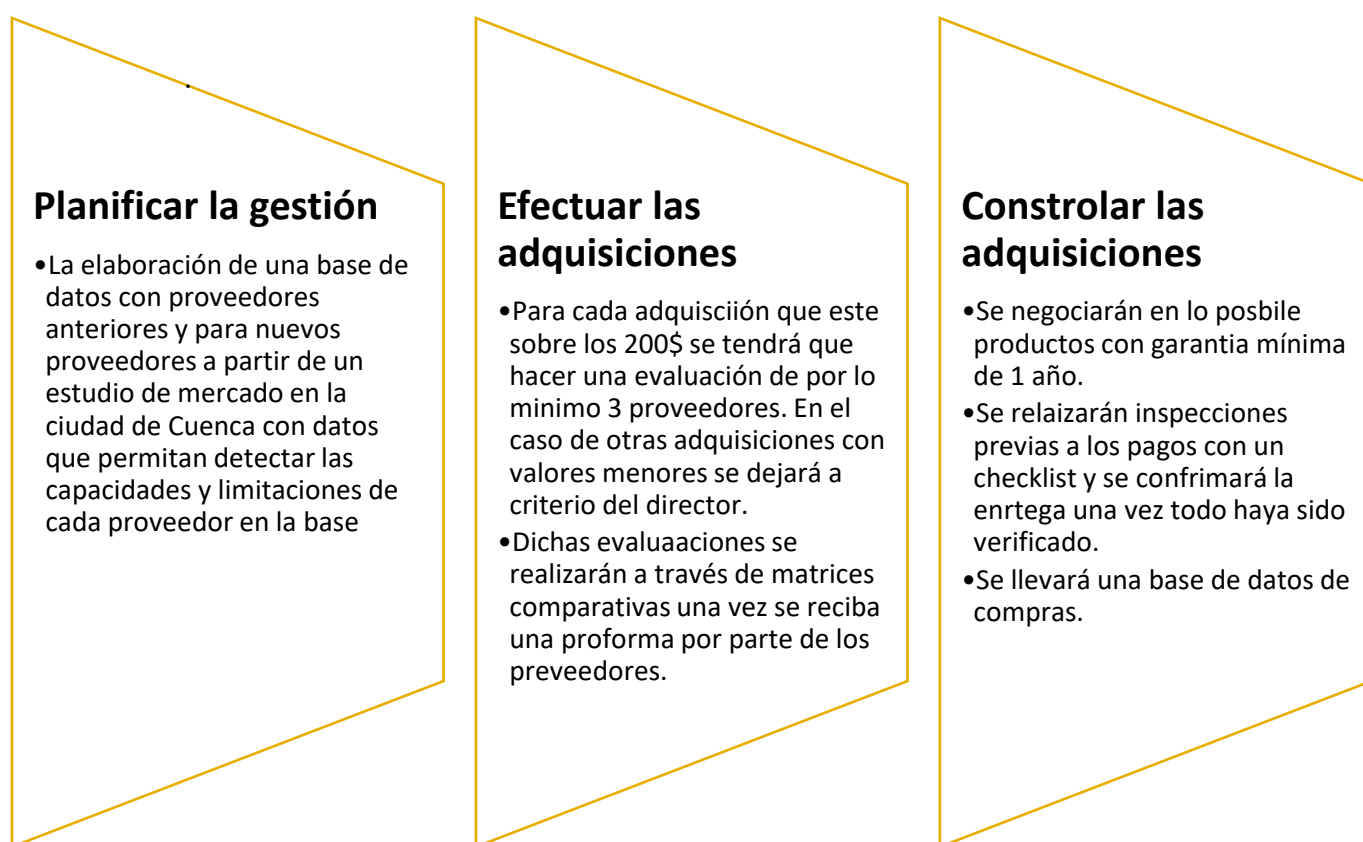 Planificar la gestión
•La elaboración de una base de
datos con proveedores
anteriores y para nuevos
proveedores a partir de un
estudio de mercado en la
ciudad de Cuenca con datos
que permitan detectar las
capacidades y limitaciones de
cada proveedor en la base
Efectuar las
adquisiciones
•Para cada adquisciión que este
sobre los 200$ se tendrá que
hacer una evaluación de por lo
minimo 3 proveedores. En el
caso de otras adquisiciones con
valores menores se dejará a
criterio del director.
•Dichas evaluaaciones se
realizarán a través de matrices
comparativas una vez se reciba
una proforma por parte de los
preveedores.
Constrolar las
adquisiciones
•Se negociarán en lo posbile
productos con garantia mínima
de 1 año.
•Se relaizarán inspecciones
previas a los pagos con un
checklist y se confrimará la
enrtega una vez todo haya sido
verificado.
•Se llevará una base de datos de
compras.